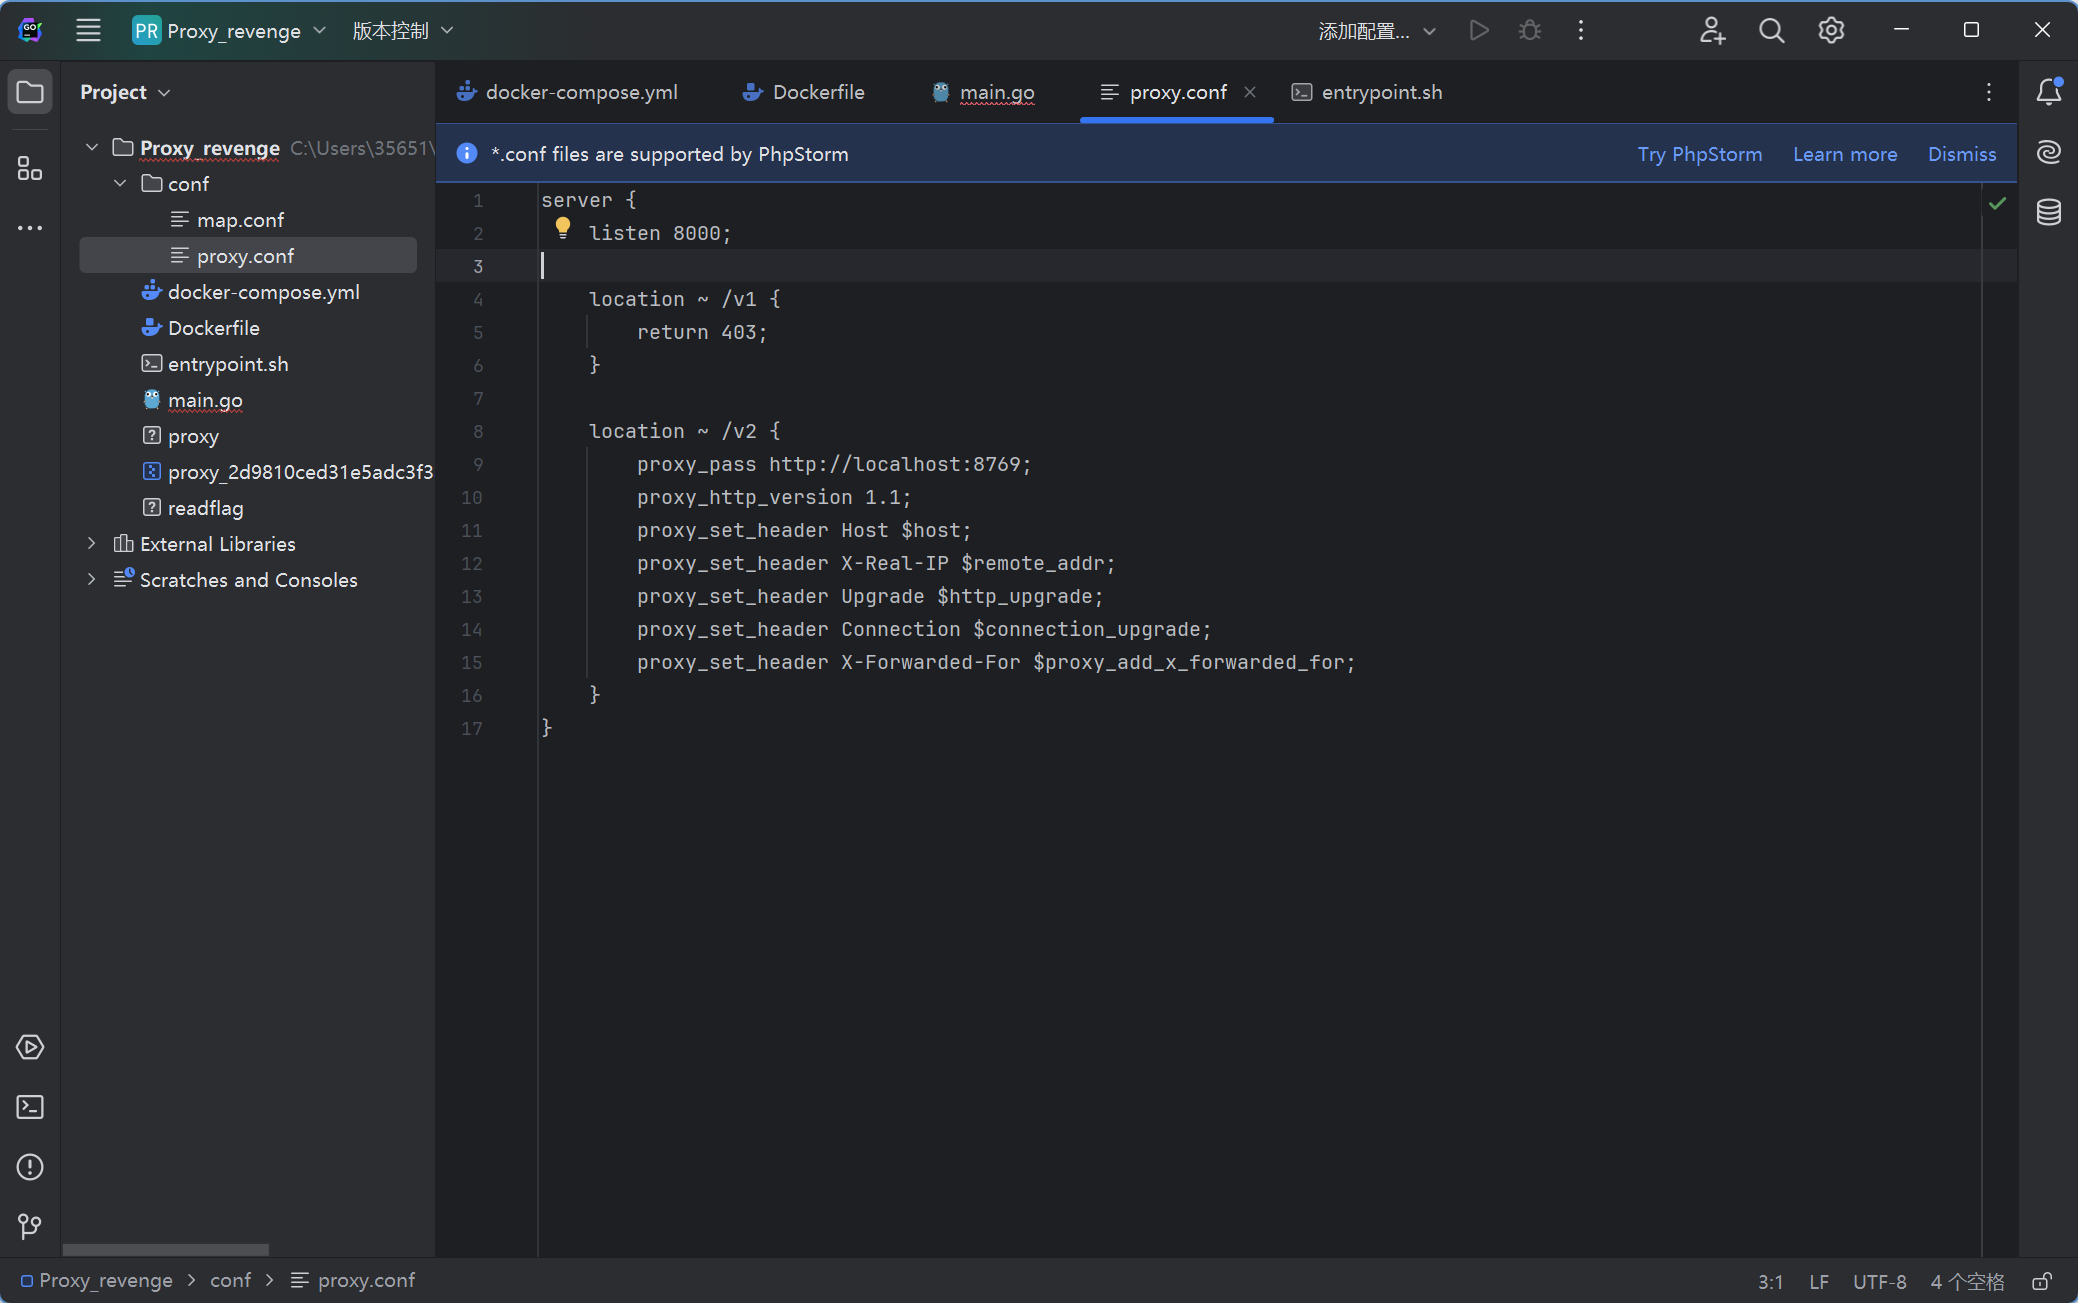 GO
PR Proxy_revenge 版本控制 添加配置...
Project
docker-compose.yml Dockerfile main.go proxy.conf entrypoint.sh
Proxy_revenge C:\Users\35651\
conf
map.conf
proxy.conf
docker-compose.yml
Dockerfile
entrypoint.sh
main.go
proxy
proxy_2d9810ced31e5adc3f3
readflag
External Libraries
Scratches and Consoles
*.conf files are supported by PhpStorm Try PhpStorm Learn more Dismiss
1 server {
2     listen 8000;
3
4     location ~ /v1 {
5         return 403;
6     }
7
8     location ~ /v2 {
9         proxy_pass http://localhost:8769;
10         proxy_http_version 1.1;
11         proxy_set_header Host $host;
12         proxy_set_header X-Real-IP $remote_addr;
13         proxy_set_header Upgrade $http_upgrade;
14         proxy_set_header Connection $connection_upgrade;
15         proxy_set_header X-Forwarded-For $proxy_add_x_forwarded_for;
16     }
17 }
Proxy_revenge > conf > proxy.conf 3:1 LF UTF-8 4 个空格